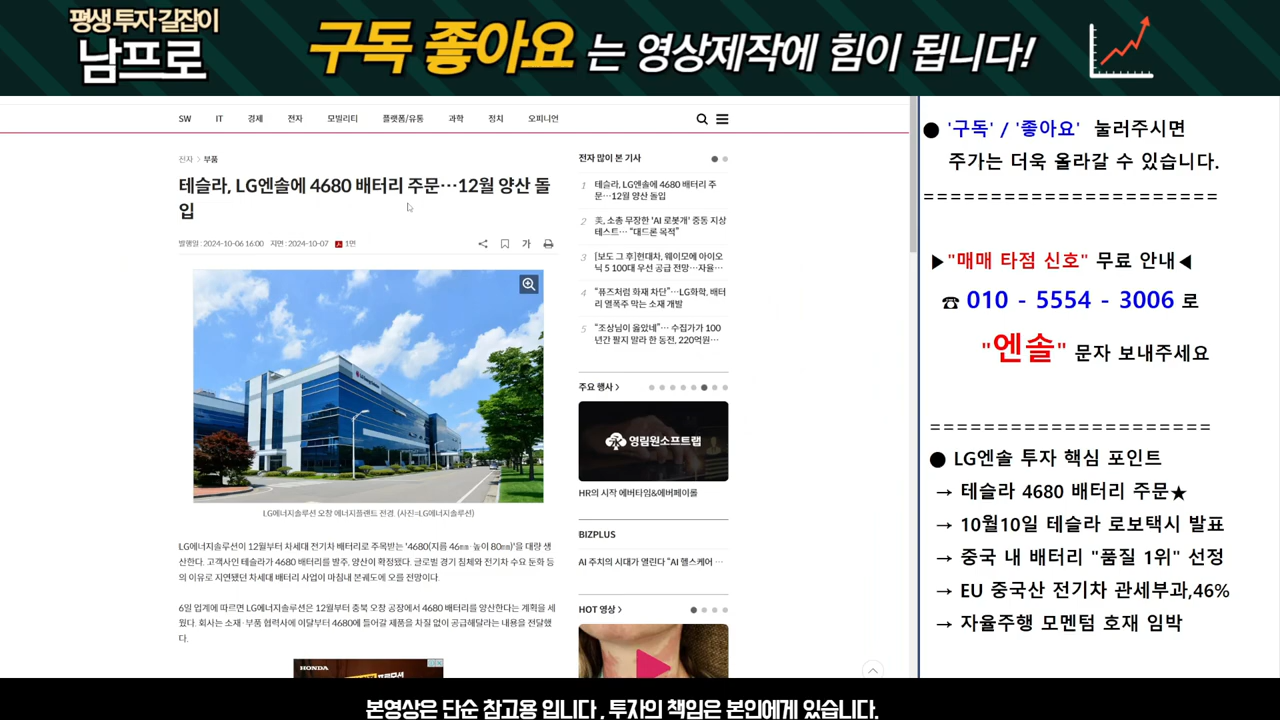 평생 투자 길잡이
남프로
구독 좋아요 는 영상제작에 힘이 됩니다!
SW IT 경제 전자 모빌리티 플랫폼/유통 과학 정치 오피니언
전자 > 부품
테슬라, LG엔솔에 4680 배터리 주문…12월 양산 돌
입
발행일 : 2024-10-06 16:00 지면 : 2024-10-07 1면
가
LG에너지솔루션 오창 에너지플랜트 전경. (사진=LG에너지솔루션)
LG에너지솔루션이 12월부터 차세대 전기차 배터리로 주목받는 '4680(지름 46㎜·높이 80㎜)'을 대량 생
산한다. 고객사인 테슬라가 4680 배터리를 발주, 양산이 확정됐다. 글로벌 경기 침체와 전기차 수요 둔화 등
의 이유로 지연됐던 차세대 배터리 사업이 마침내 본궤도에 오를 전망이다.
6일 업계에 따르면 LG에너지솔루션은 12월부터 충북 오창 공장에서 4680 배터리를 양산한다는 계획을 세
웠다. 회사는 소재·부품 협력사에 이달부터 4680에 들어갈 제품을 차질 없이 공급해달라는 내용을 전달했
다.
HONDA
전자 많이 본 기사
1 테슬라, LG엔솔에 4680 배터리 주
문…12월 양산 돌입
2 美, 소총 무장한 'AI 로봇개' 중동 지상
테스트… “대드론 목적”
3 [보도 그 후]현대차, 웨이모에 아이오
닉 5 100대 우선 공급 전망…자율…
4 “퓨즈처럼 화재 차단”…LG화학, 배터
리 열폭주 막는 소재 개발
5 “조상님이 옳았네”… 수집가가 100
년간 팔지 말라 한 동전, 220억원…
주요 행사 >
영림원소프트랩
HR의 시작 에버타임&에버페이롤
BIZPLUS
AI 주치의 시대가 열린다 “AI 헬스케어 …
HOT 영상 >
● '구독' / '좋아요' 눌러주시면
주가는 더욱 올라갈 수 있습니다.
======================
▶"매매 타점 신호" 무료 안내◀
☎ 010 - 5554 - 3006 로
"엔솔" 문자 보내주세요
=====================
● LG엔솔 투자 핵심 포인트
→ 테슬라 4680 배터리 주문★
→ 10월10일 테슬라 로보택시 발표
→ 중국 내 배터리 "품질 1위" 선정
→ EU 중국산 전기차 관세부과,46%
→ 자율주행 모멘텀 호재 임박
본영상은 단순 참고용 입니다 , 투자의 책임은 본인에게 있습니다.